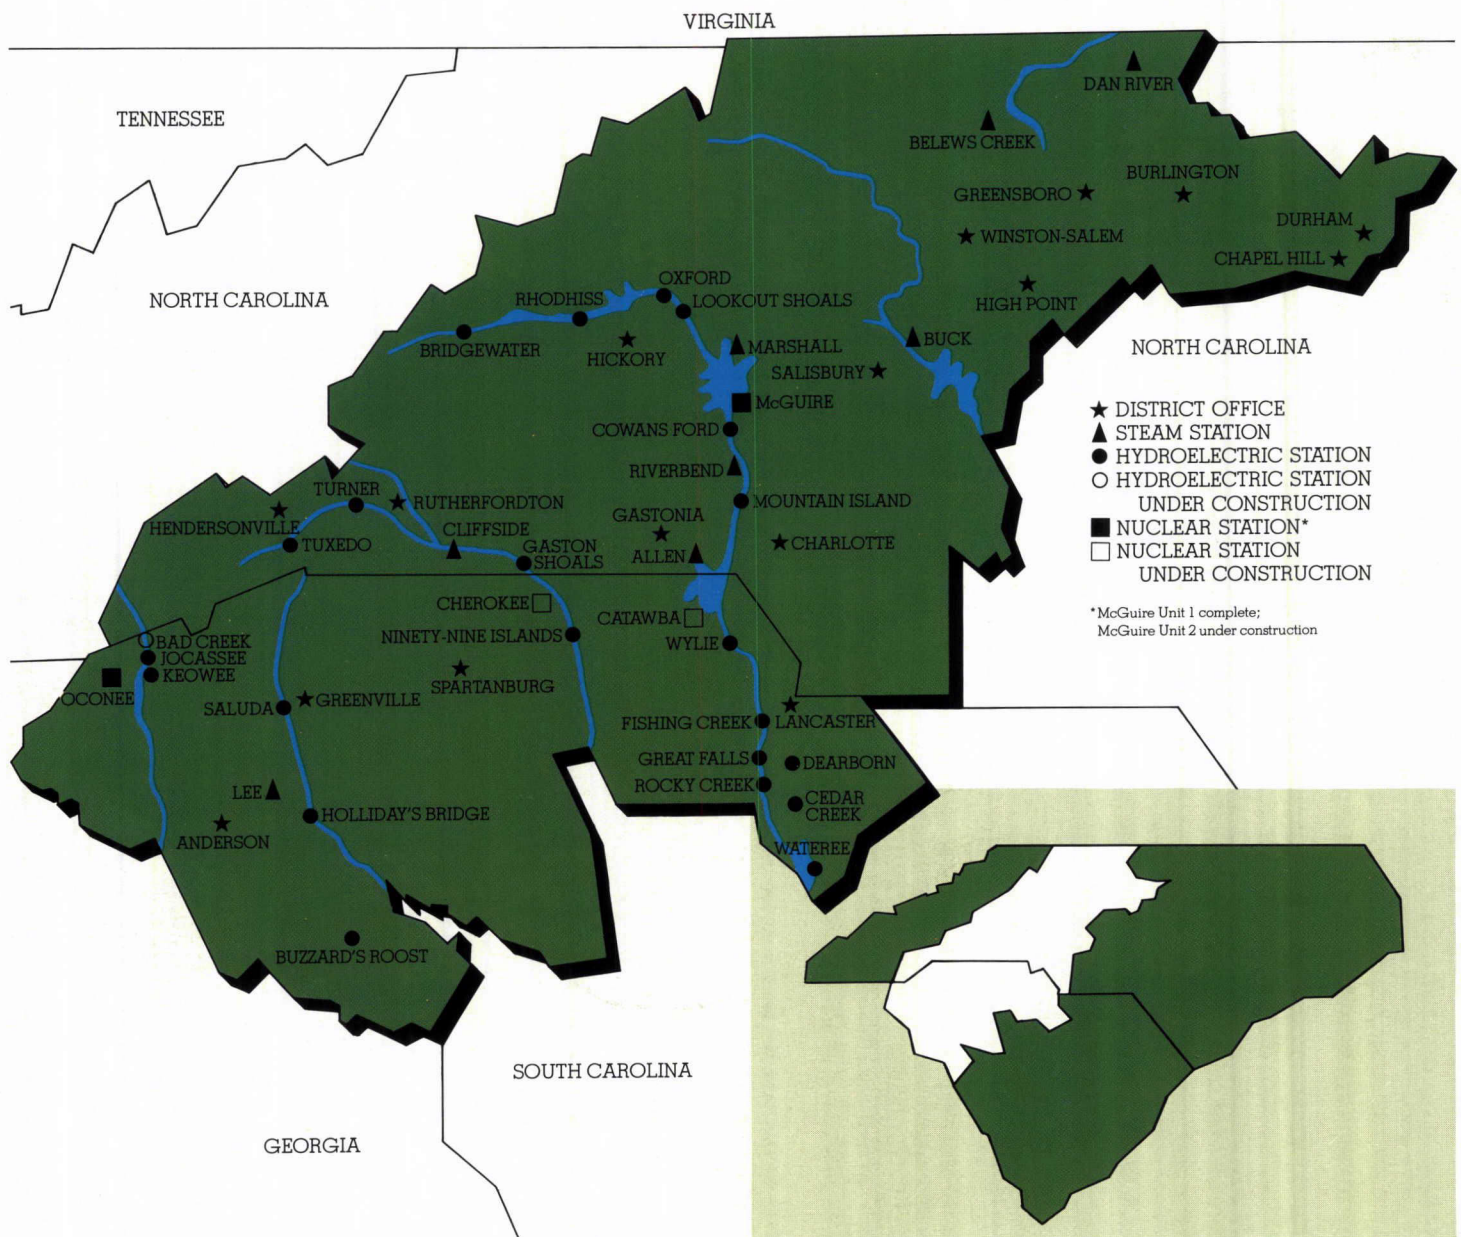 VIRGINIA
TENNESSEE
DAN RIVER
BELEWS CREEK
BURLINGTON
GREENSBORO
DURHAM
WINSTON-SALEM
CHAPEL HILL
NORTH CAROLINA
OXFORD
RHODHISS
LOOKOUT SHOALS
HIGH POINT
BRIDGEWATER
HICKORY
MARSHALL
BUCK
NORTH CAROLINA
SALISBURY
McGUIRE
DISTRICT OFFICE
COWANS FORD
STEAM STATION
HYDROELECTRIC STATION
RIVERBEND
HYDROELECTRIC STATION
UNDER CONSTRUCTION
TURNER
RUTHERFORDTON
MOUNTAIN ISLAND
HENDERSONVILLE
CLIFFSIDE
GASTONIA
NUCLEAR STATION*
TUXEDO
GASTON
SHOALS
ALLEN
CHARLOTTE
NUCLEAR STATION
UNDER CONSTRUCTION
CHEROKEE
CATAWBA
*McGuire Unit 1 complete;
McGuire Unit 2 under construction
BAD CREEK
NINETY-NINE ISLANDS
WYLIE
JOCASSEE
KEOWEE
OCONEE
SPARTANBURG
GREENVILLE
SALUDA
FISHING CREEK
LANCASTER
GREAT FALLS
DEARBORN
LEE
ROCKY CREEK
CEDAR
CREEK
HOLLIDAY'S BRIDGE
ANDERSON
WATEREE
BUZZARD'S ROOST
SOUTH CAROLINA
GEORGIA